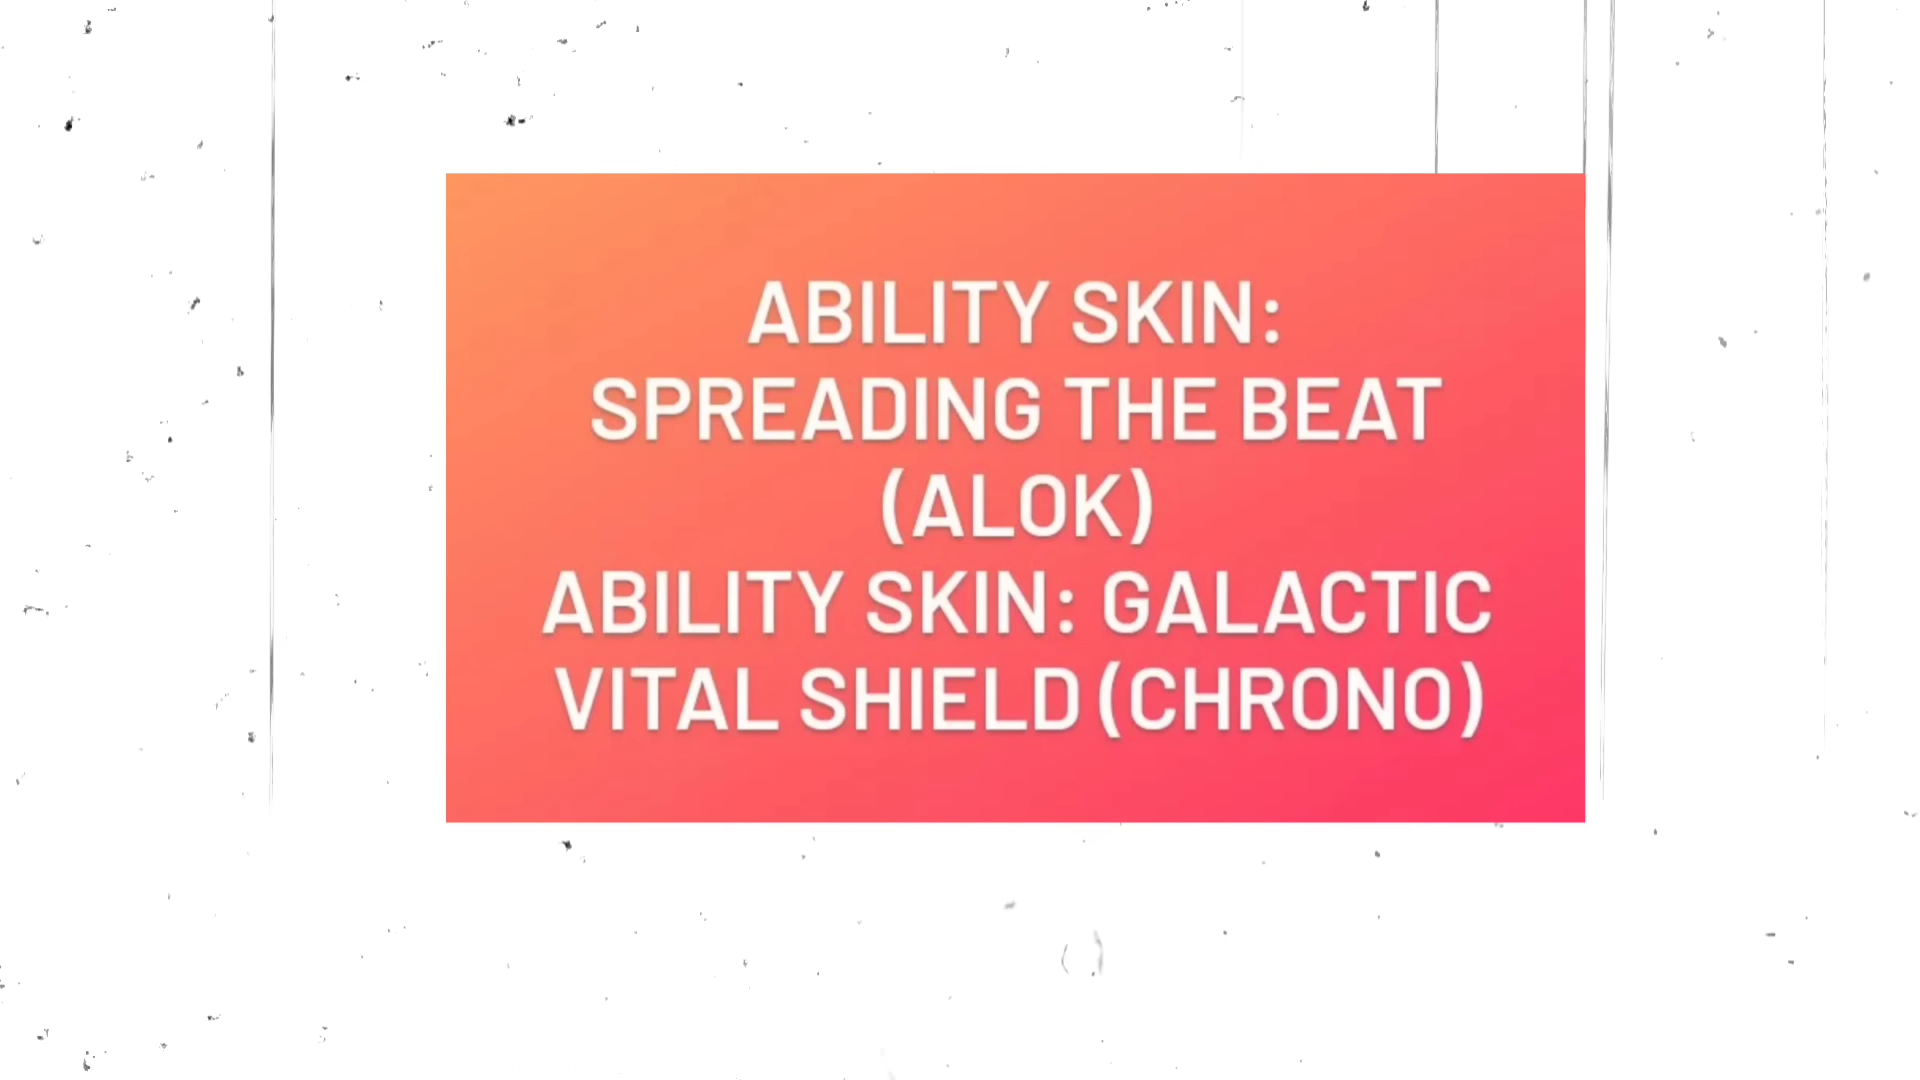 ABILITY SKIN:
SPREADING THE BEAT
(ALOK)
ABILITY SKIN: GALACTIC
VITAL SHIELD (CHRONO)